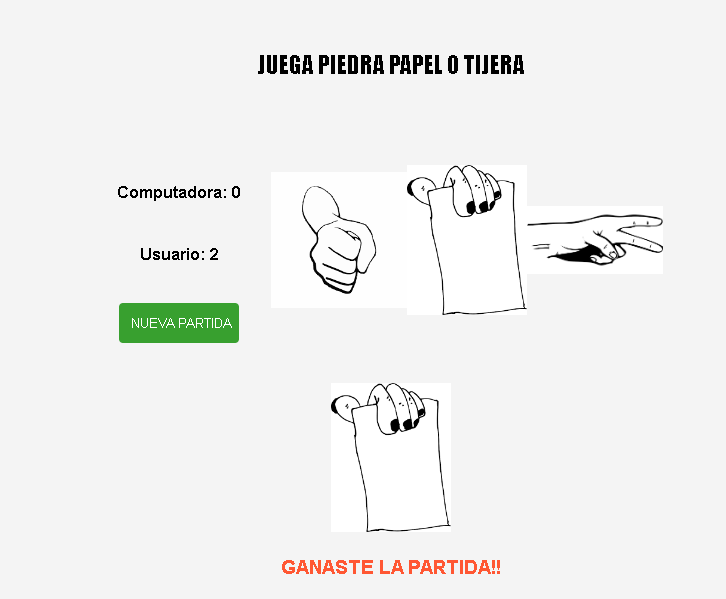 JUEGA PIEDRA PAPEL O TIJERA
Computadora: 0
Usuario: 2
NUEVA PARTIDA
GANASTE LA PARTIDA!!